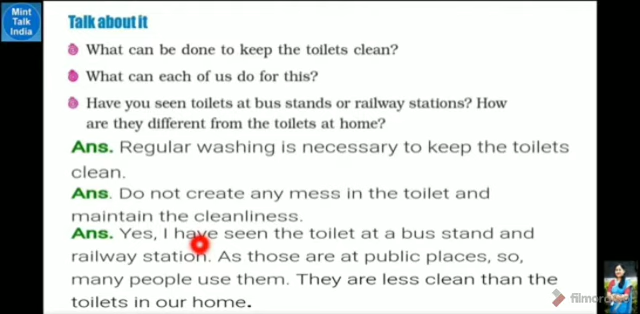 Mint
Talk
India
Talk about it
What can be done to keep the toilets clean?
What can each of us do for this?
Have you seen toilets at bus stands or railway stations? How
are they different from the toilets at home?
Ans. Regular washing is necessary to keep the toilets
clean.
Ans. Do not create any mess in the toilet and
maintain the cleanliness.
Ans. Yes, I have seen the toilet at a bus stand and
railway station. As those are at public places, so,
many people use them. They are less clean than the
toilets in our home.